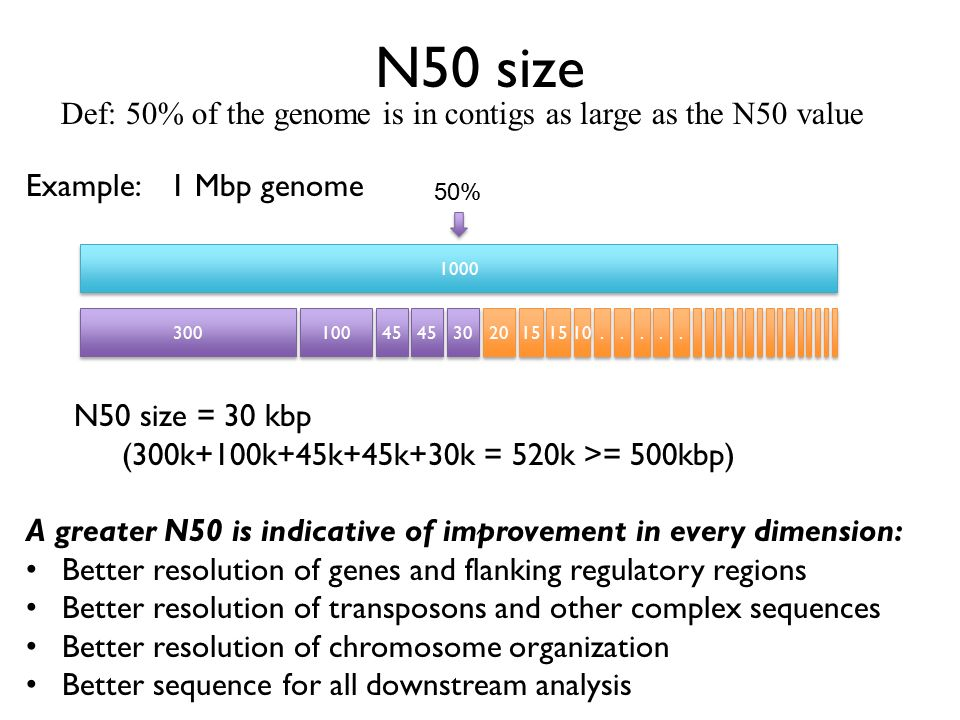 N50 size
Def: 50% of the genome is in contigs as large as the N50 value
Example: 1 Mbp genome
50%
1000
300 100 45 45 30 20 15 15 10 . . . . .
N50 size = 30 kbp
(300k+100k+45k+45k+30k = 520k >= 500kbp)
A greater N50 is indicative of improvement in every dimension:
• Better resolution of genes and flanking regulatory regions
• Better resolution of transposons and other complex sequences
• Better resolution of chromosome organization
• Better sequence for all downstream analysis